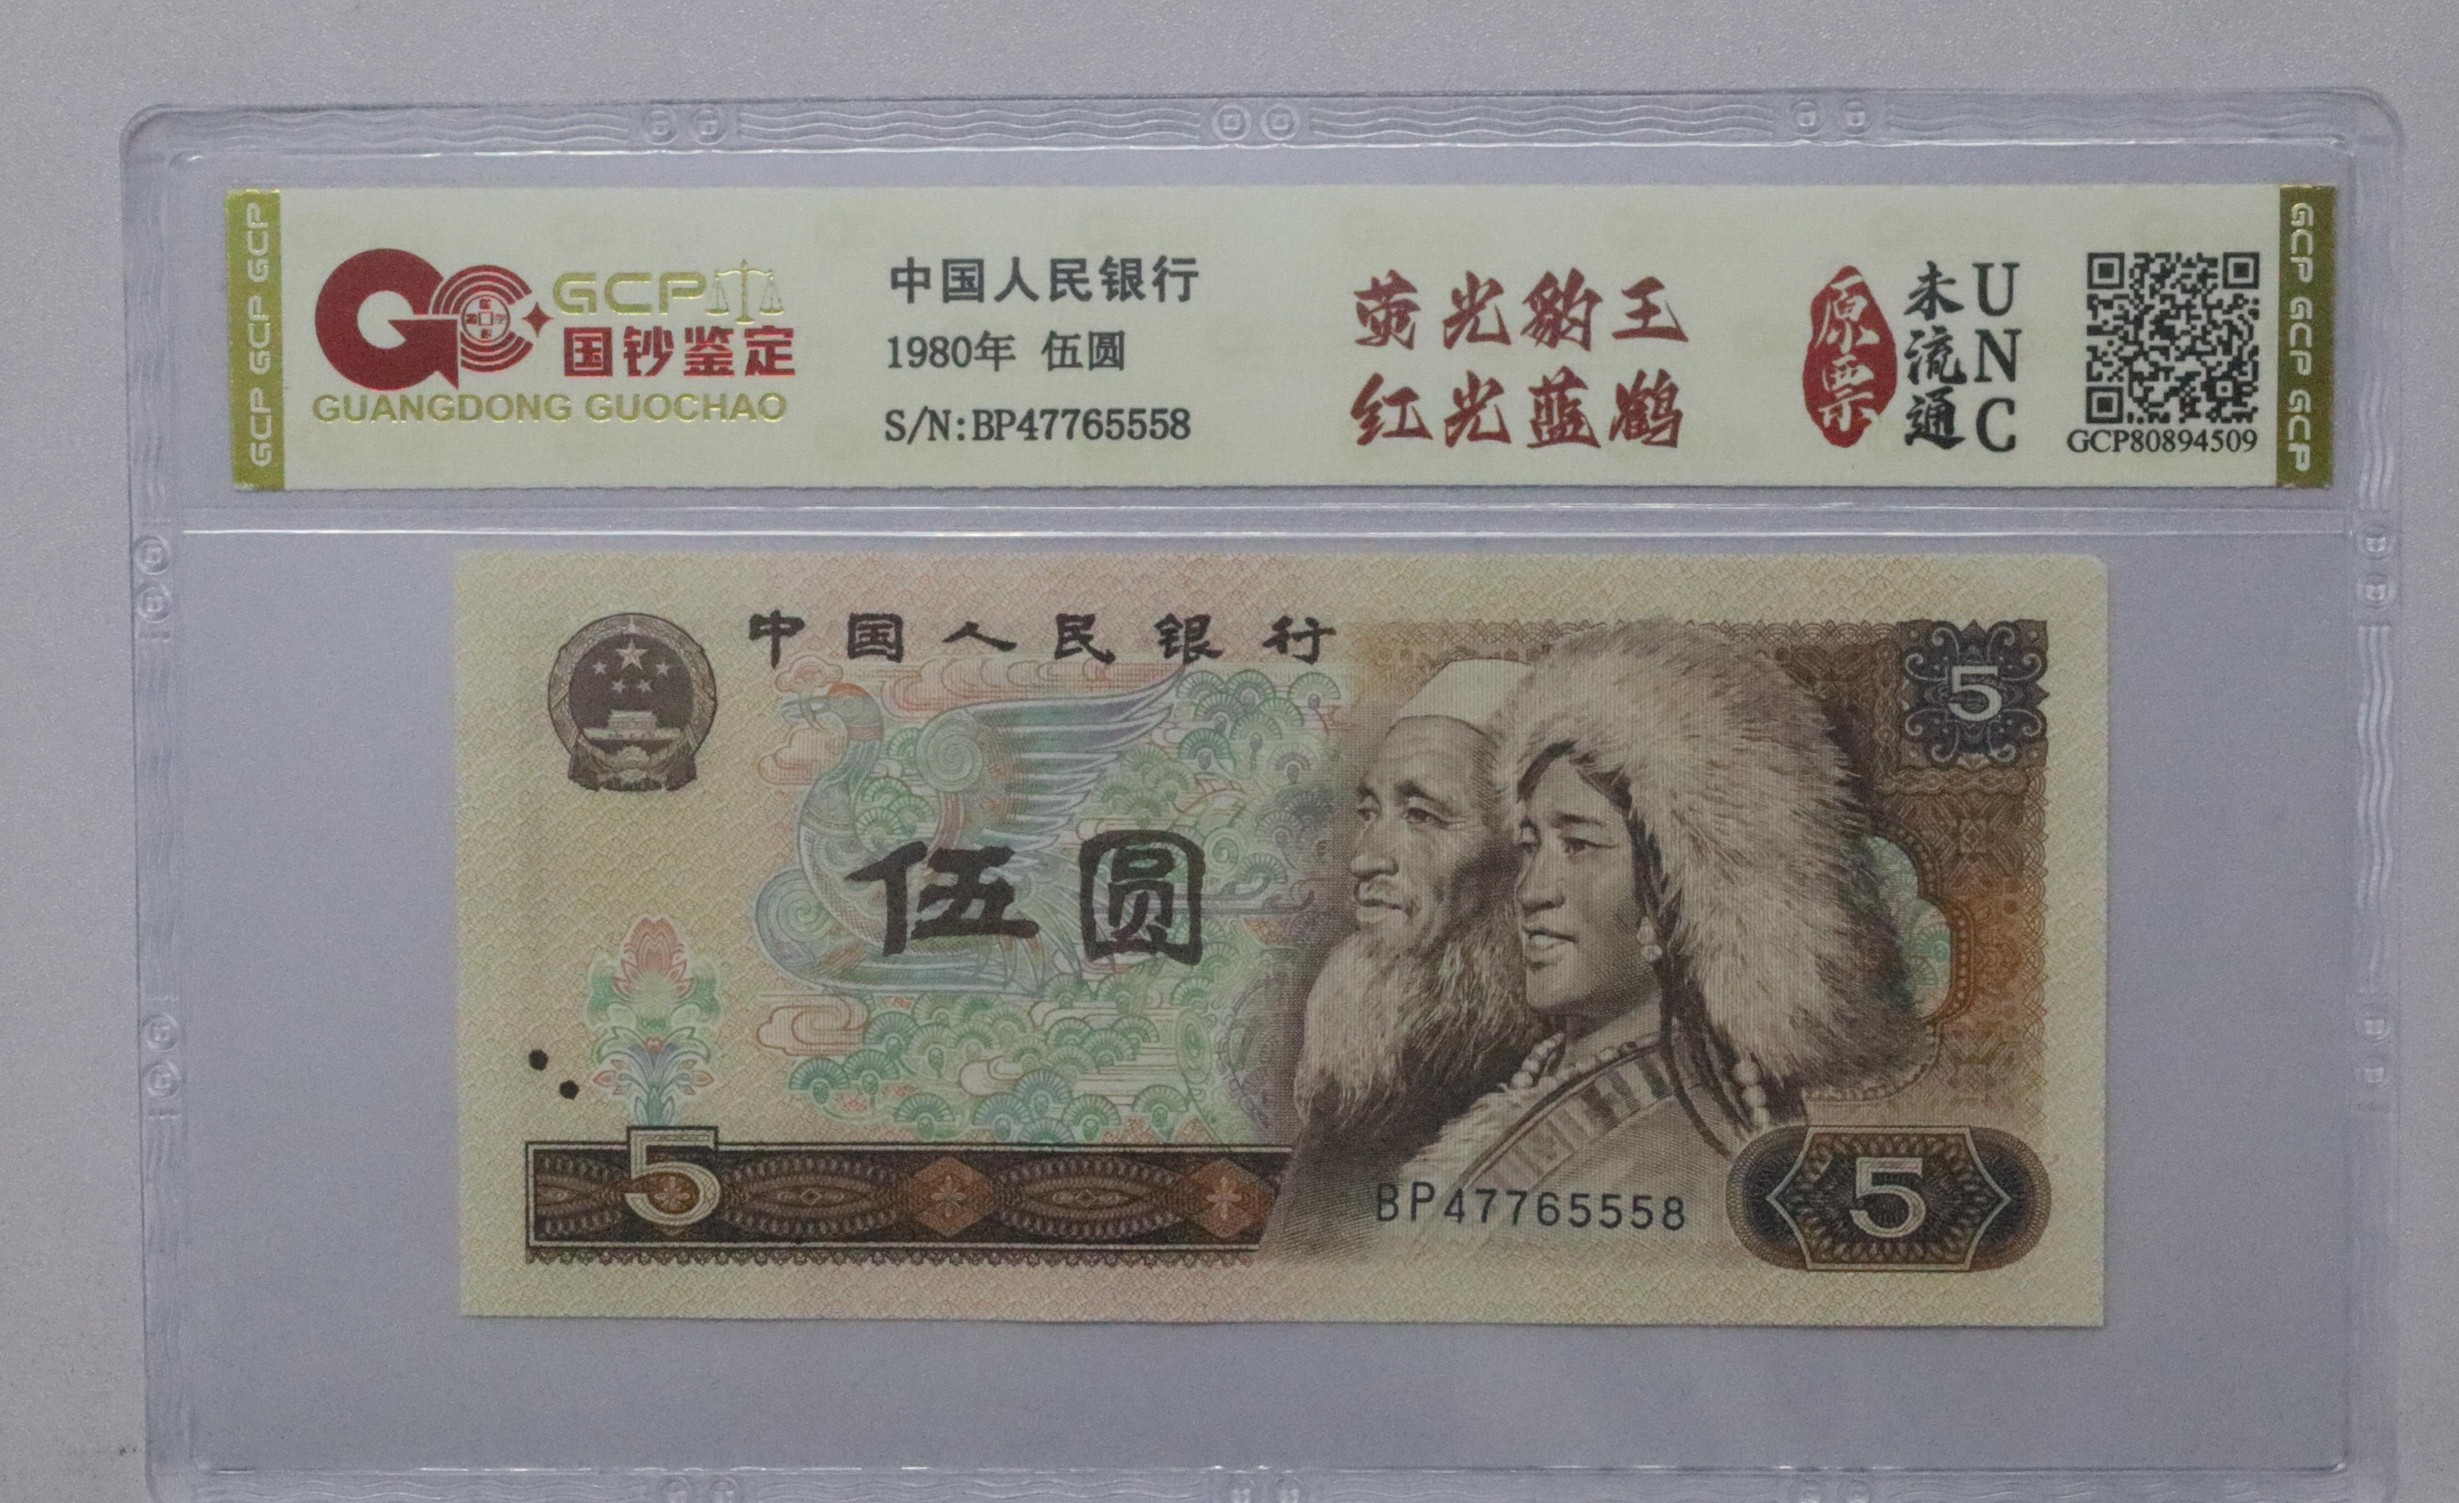 GCP GCP GCP
GCP
国钞鉴定
GUANGDONG GUOCHAO
中国人民银行
1980年 伍圆
S/N:BP47765558
荧光豹王
红光蓝鹤
原票
未流通
UNC
GCP80894509
GCP GCP GCP
中国人民银行
5
伍圆
5
BP47765558
5